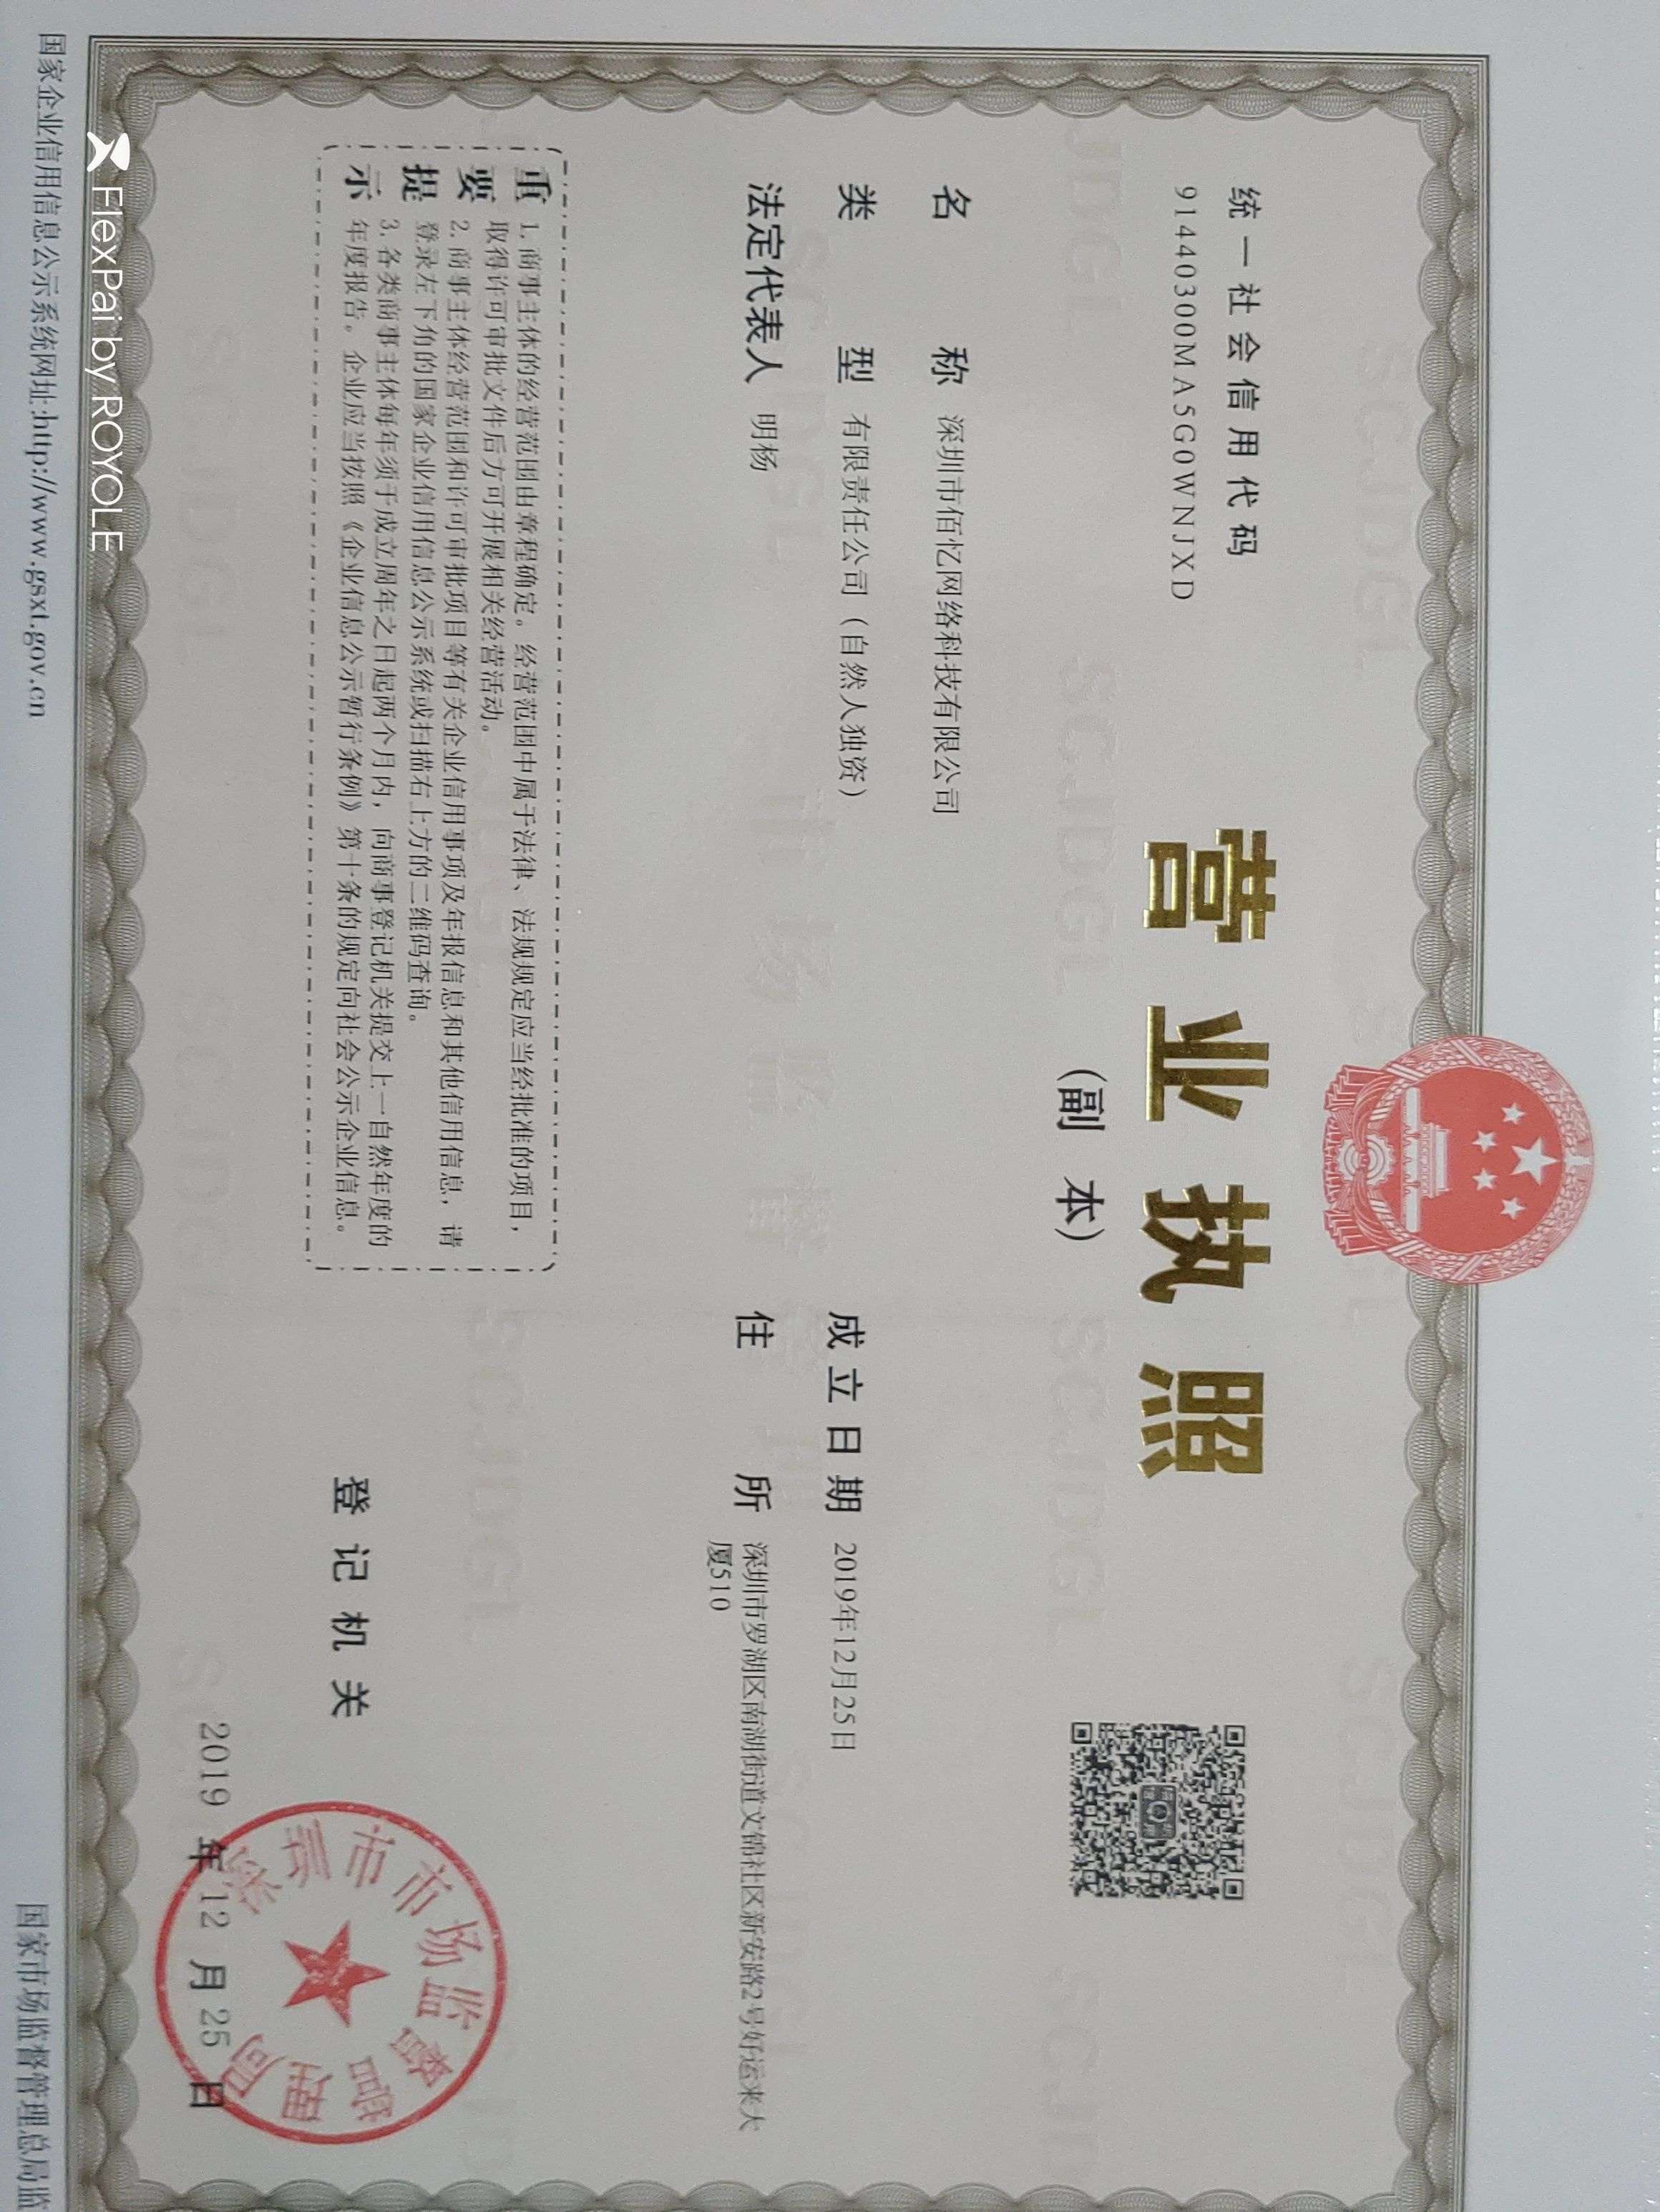 营业执照
（副 本）
统一社会信用代码
91440300MA5G0WNJXD
名 称 深圳市佰忆网络科技有限公司
类 型 有限责任公司（自然人独资）
法定代表人 明杨
成立日期 2019年12月25日
住 所 深圳市罗湖区南湖街道文锦社区新安路2号好运来大
厦510
重要提示
1. 商事主体的经营范围由章程确定。经营范围中属于法律、法规规定应当经批准的项目，
取得许可审批文件后方可开展相关经营活动。
2. 商事主体经营范围和许可审批项目等有关企业信用事项及年报信息和其他信用信息，请
登录左下角的国家企业信用信息公示系统或扫描右上方的二维码查询。
3. 各类商事主体每年须于成立周年之日起两个月内，向商事登记机关提交上一自然年度的
年度报告。企业应当按照《企业信息公示暂行条例》第十条的规定向社会公示企业信息。
登记机关
深圳市市场监督管理局
2019 年 12 月 25 日
国家企业信用信息公示系统网址:http://www.gsxt.gov.cn
国家市场监督管理总局监
FlexPai by ROYOLE